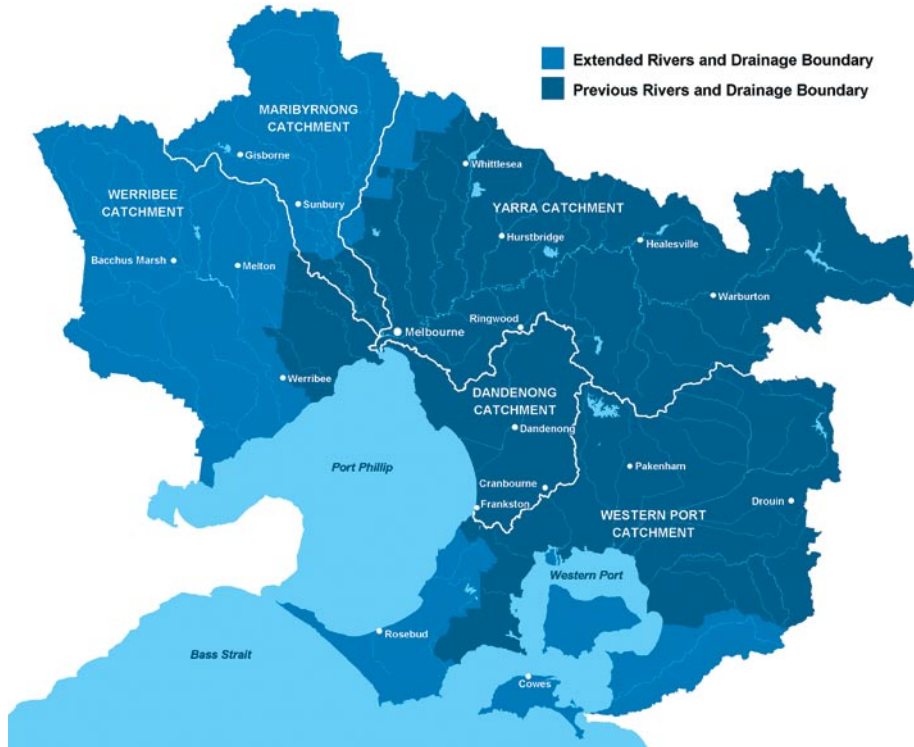 Extended Rivers and Drainage Boundary
Previous Rivers and Drainage Boundary
MARIBYRNONG
CATCHMENT
Gisborne
Whittlesea
WERRIBEE
CATCHMENT
Sunbury
YARRA CATCHMENT
Hurstbridge
Healesville
Bacchus Marsh
Melton
Warburton
Ringwood
Melbourne
Werribee
DANDENONG
CATCHMENT
Dandenong
Port Phillip
Pakenham
Cranbourne
Frankston
Drouin
WESTERN PORT
CATCHMENT
Western Port
Rosebud
Bass Strait
Cowes